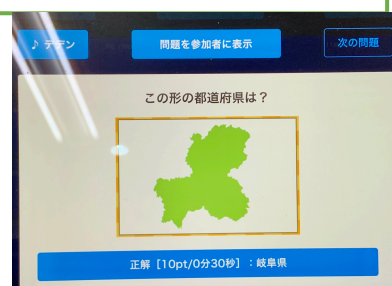 ♪ デデン
問題を参加者に表示
次の問題
この形の都道府県は？
正解［10pt/0分30秒］：岐阜県